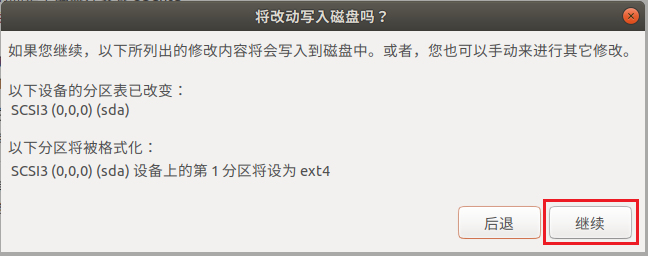 将改动写入磁盘吗？
如果您继续，以下所列出的修改内容将会写入到磁盘中。或者，您也可以手动来进行其它修改。
以下设备的分区表已改变：
SCSI3 (0,0,0) (sda)
以下分区将被格式化：
SCSI3 (0,0,0) (sda) 设备上的第 1 分区将设为 ext4
后退
继续